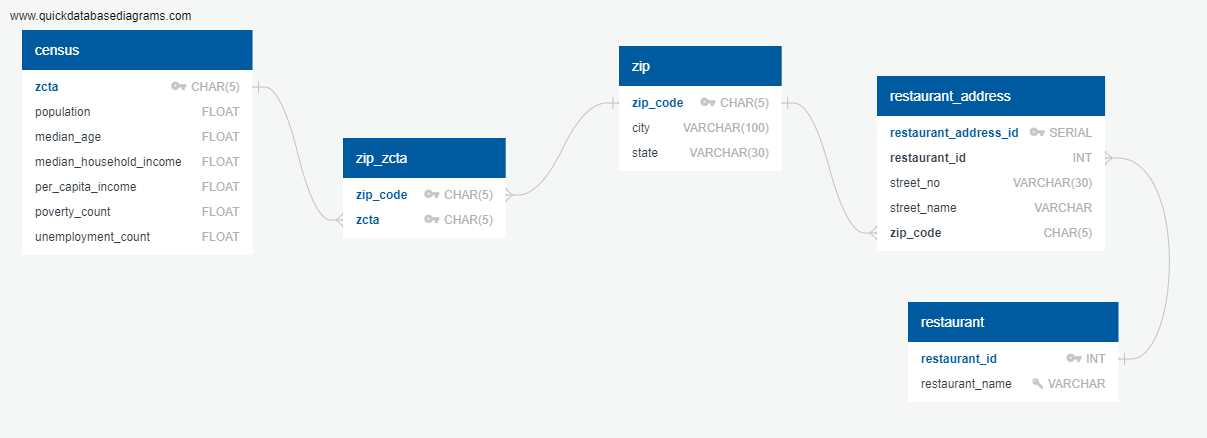 www.quickdatabasediagrams.com
census
zcta CHAR(5)
population FLOAT
median_age FLOAT
median_household_income FLOAT
per_capita_income FLOAT
poverty_count FLOAT
unemployment_count FLOAT
zip_zcta
zip_code CHAR(5)
zcta CHAR(5)
zip
zip_code CHAR(5)
city VARCHAR(100)
state VARCHAR(30)
restaurant_address
restaurant_address_id SERIAL
restaurant_id INT
street_no VARCHAR(30)
street_name VARCHAR
zip_code CHAR(5)
restaurant
restaurant_id INT
restaurant_name VARCHAR